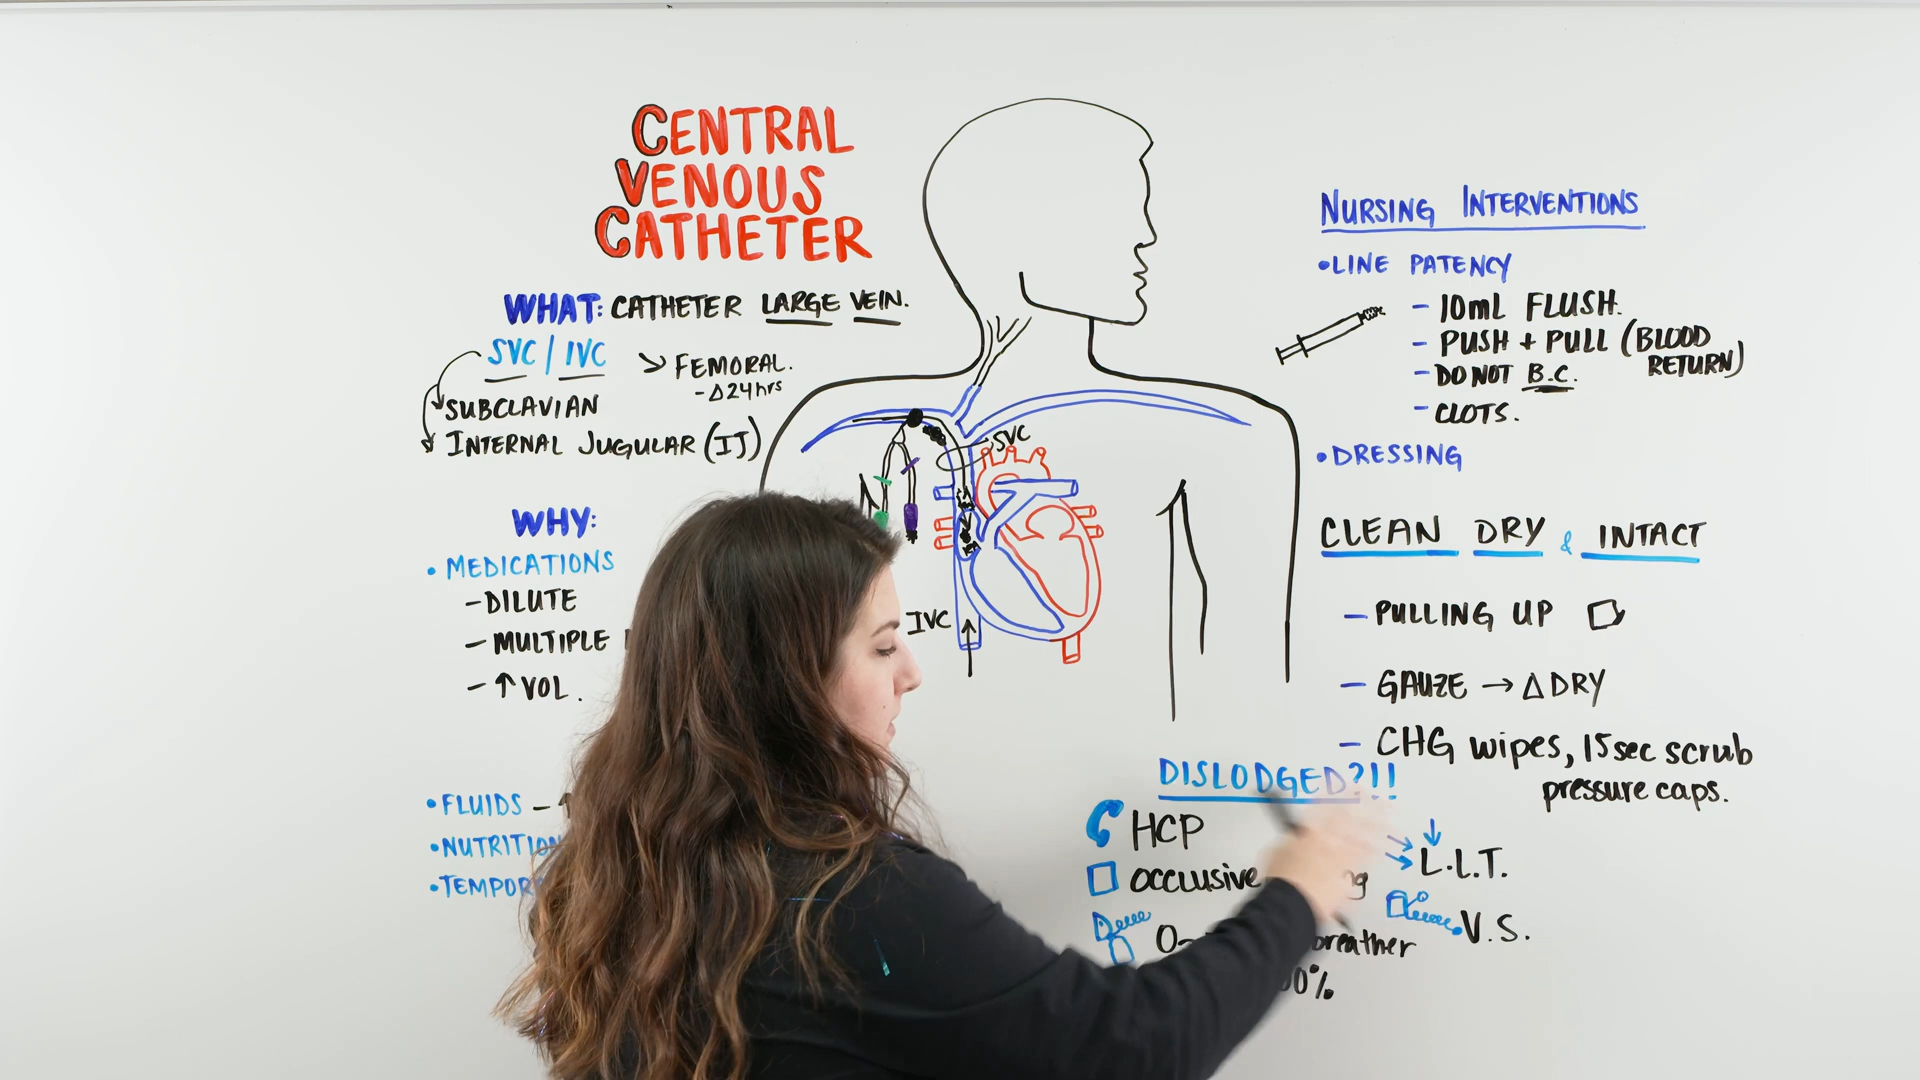 CENTRAL
VENOUS
CATHETER
WHAT: CATHETER LARGE VEIN.
SVC / IVC
> FEMORAL.
- Δ24hrs
SUBCLAVIAN
INTERNAL JUGULAR (IJ)
WHY:
• MEDICATIONS
- DILUTE
- MULTIPLE
- ↑ VOL.
• FLUIDS - ↑
• NUTRITION
SVC
IVC
NURSING INTERVENTIONS
• LINE PATENCY
- 10mL FLUSH.
- PUSH + PULL (BLOOD
RETURN)
- DO NOT B.C.
- CLOTS.
• DRESSING
CLEAN DRY & INTACT
- PULLING UP
- GAUZE → Δ DRY
- CHG wipes, 15sec scrub
pressure caps.
DISLODGED?!!
HCP
OCClUSIVE
L.L.T.
V.S.